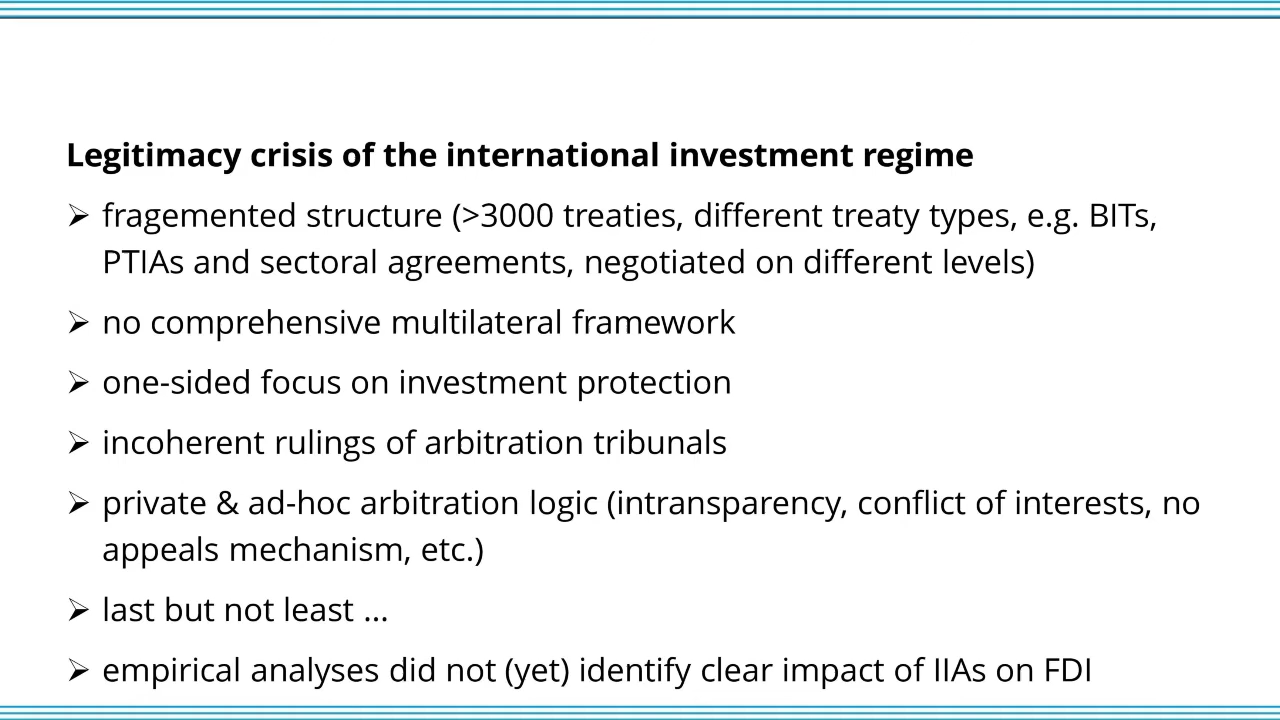 Legitimacy crisis of the international investment regime
➢ fragemented structure (>3000 treaties, different treaty types, e.g. BITs,
PTIAs and sectoral agreements, negotiated on different levels)
➢ no comprehensive multilateral framework
➢ one-sided focus on investment protection
➢ incoherent rulings of arbitration tribunals
➢ private & ad-hoc arbitration logic (intransparency, conflict of interests, no
appeals mechanism, etc.)
➢ last but not least ...
➢ empirical analyses did not (yet) identify clear impact of IIAs on FDI